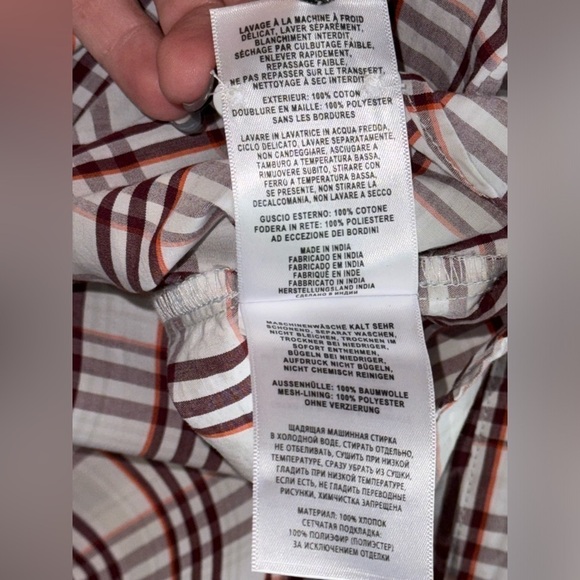 LAVAGE À LA MACHINE À FROID
DÉLICAT, LAVER SÉPARÉMENT,
BLANCHIMENT INTERDIT,
SÉCHAGE PAR CULBUTAGE FAIBLE,
ENLEVER RAPIDEMENT,
REPASSAGE FAIBLE,
NE PAS REPASSER SUR LE TRANSFERT,
NETTOYAGE À SEC INTERDIT
EXTERIEUR: 100% COTON
DOUBLURE EN MAILLE: 100% POLYESTER
SANS LES BORDURES
LAVARE IN LAVATRICE IN ACQUA FREDDA,
CICLO DELICATO, LAVARE SEPARATAMENTE,
NON CANDEGGIARE, ASCIUGARE A
TAMBURO A TEMPERATURA BASSA,
RIMUOVERE SUBITO, STIRARE CON
FERRO A TEMPERATURA BASSA,
SE PRESENTE, NON STIRARE LA
DECALCOMANIA, NON LAVARE A SECCO
GUSCIO ESTERNO: 100% COTONE
FODERA IN RETE: 100% POLIESTERE
AD ECCEZIONE DEI BORDINI
MADE IN INDIA
FABRICADO EN INDIA
FABRICADO EM INDIA
FABRIQUÉ EN INDE
FABBRICATO IN INDIA
HERSTELLUNGSLAND INDIA
СДЕЛАНО В ИНДИИ
MASCHINENWÄSCHE KALT SEHR
SCHONEND, SEPARAT WASCHEN,
NICHT BLEICHEN, TROCKNEN IM
TROCKNER BEI NIEDRIGER,
SOFORT ENTNEHMEN,
BÜGELN BEI NIEDRIGER,
AUFDRUCK NICHT BÜGELN
NICHT CHEMISCH REINIGEN
AUSSENHÜLLE: 100% BAUMWOLLE
MESH-LINING: 100% POLYESTER
OHNE VERZIERUNG
ЩАДЯЩАЯ МАШИННАЯ СТИРКА
В ХОЛОДНОЙ ВОДЕ, СТИРАТЬ ОТДЕЛЬНО,
НЕ ОТБЕЛИВАТЬ, СУШИТЬ ПРИ НИЗКОЙ
ТЕМПЕРАТУРЕ, СРАЗУ УБРАТЬ ИЗ СУШКИ,
ГЛАДИТЬ ПРИ НИЗКОЙ ТЕМПЕРАТУРЕ
ЕСЛИ ЕСТЬ, НЕ ГЛАДИТЬ ПЕРЕВОДНЫЕ
РИСУНКИ, ХИМЧИСТКА ЗАПРЕЩЕНА
МАТЕРИАЛ: 100% ХЛОПОК
СЕТЧАТАЯ ПОДКЛАДКА:
100% ПОЛИЭФИР (ПОЛИЭСТЕР)
ЗА ИСКЛЮЧЕНИЕМ ОТДЕЛКИ